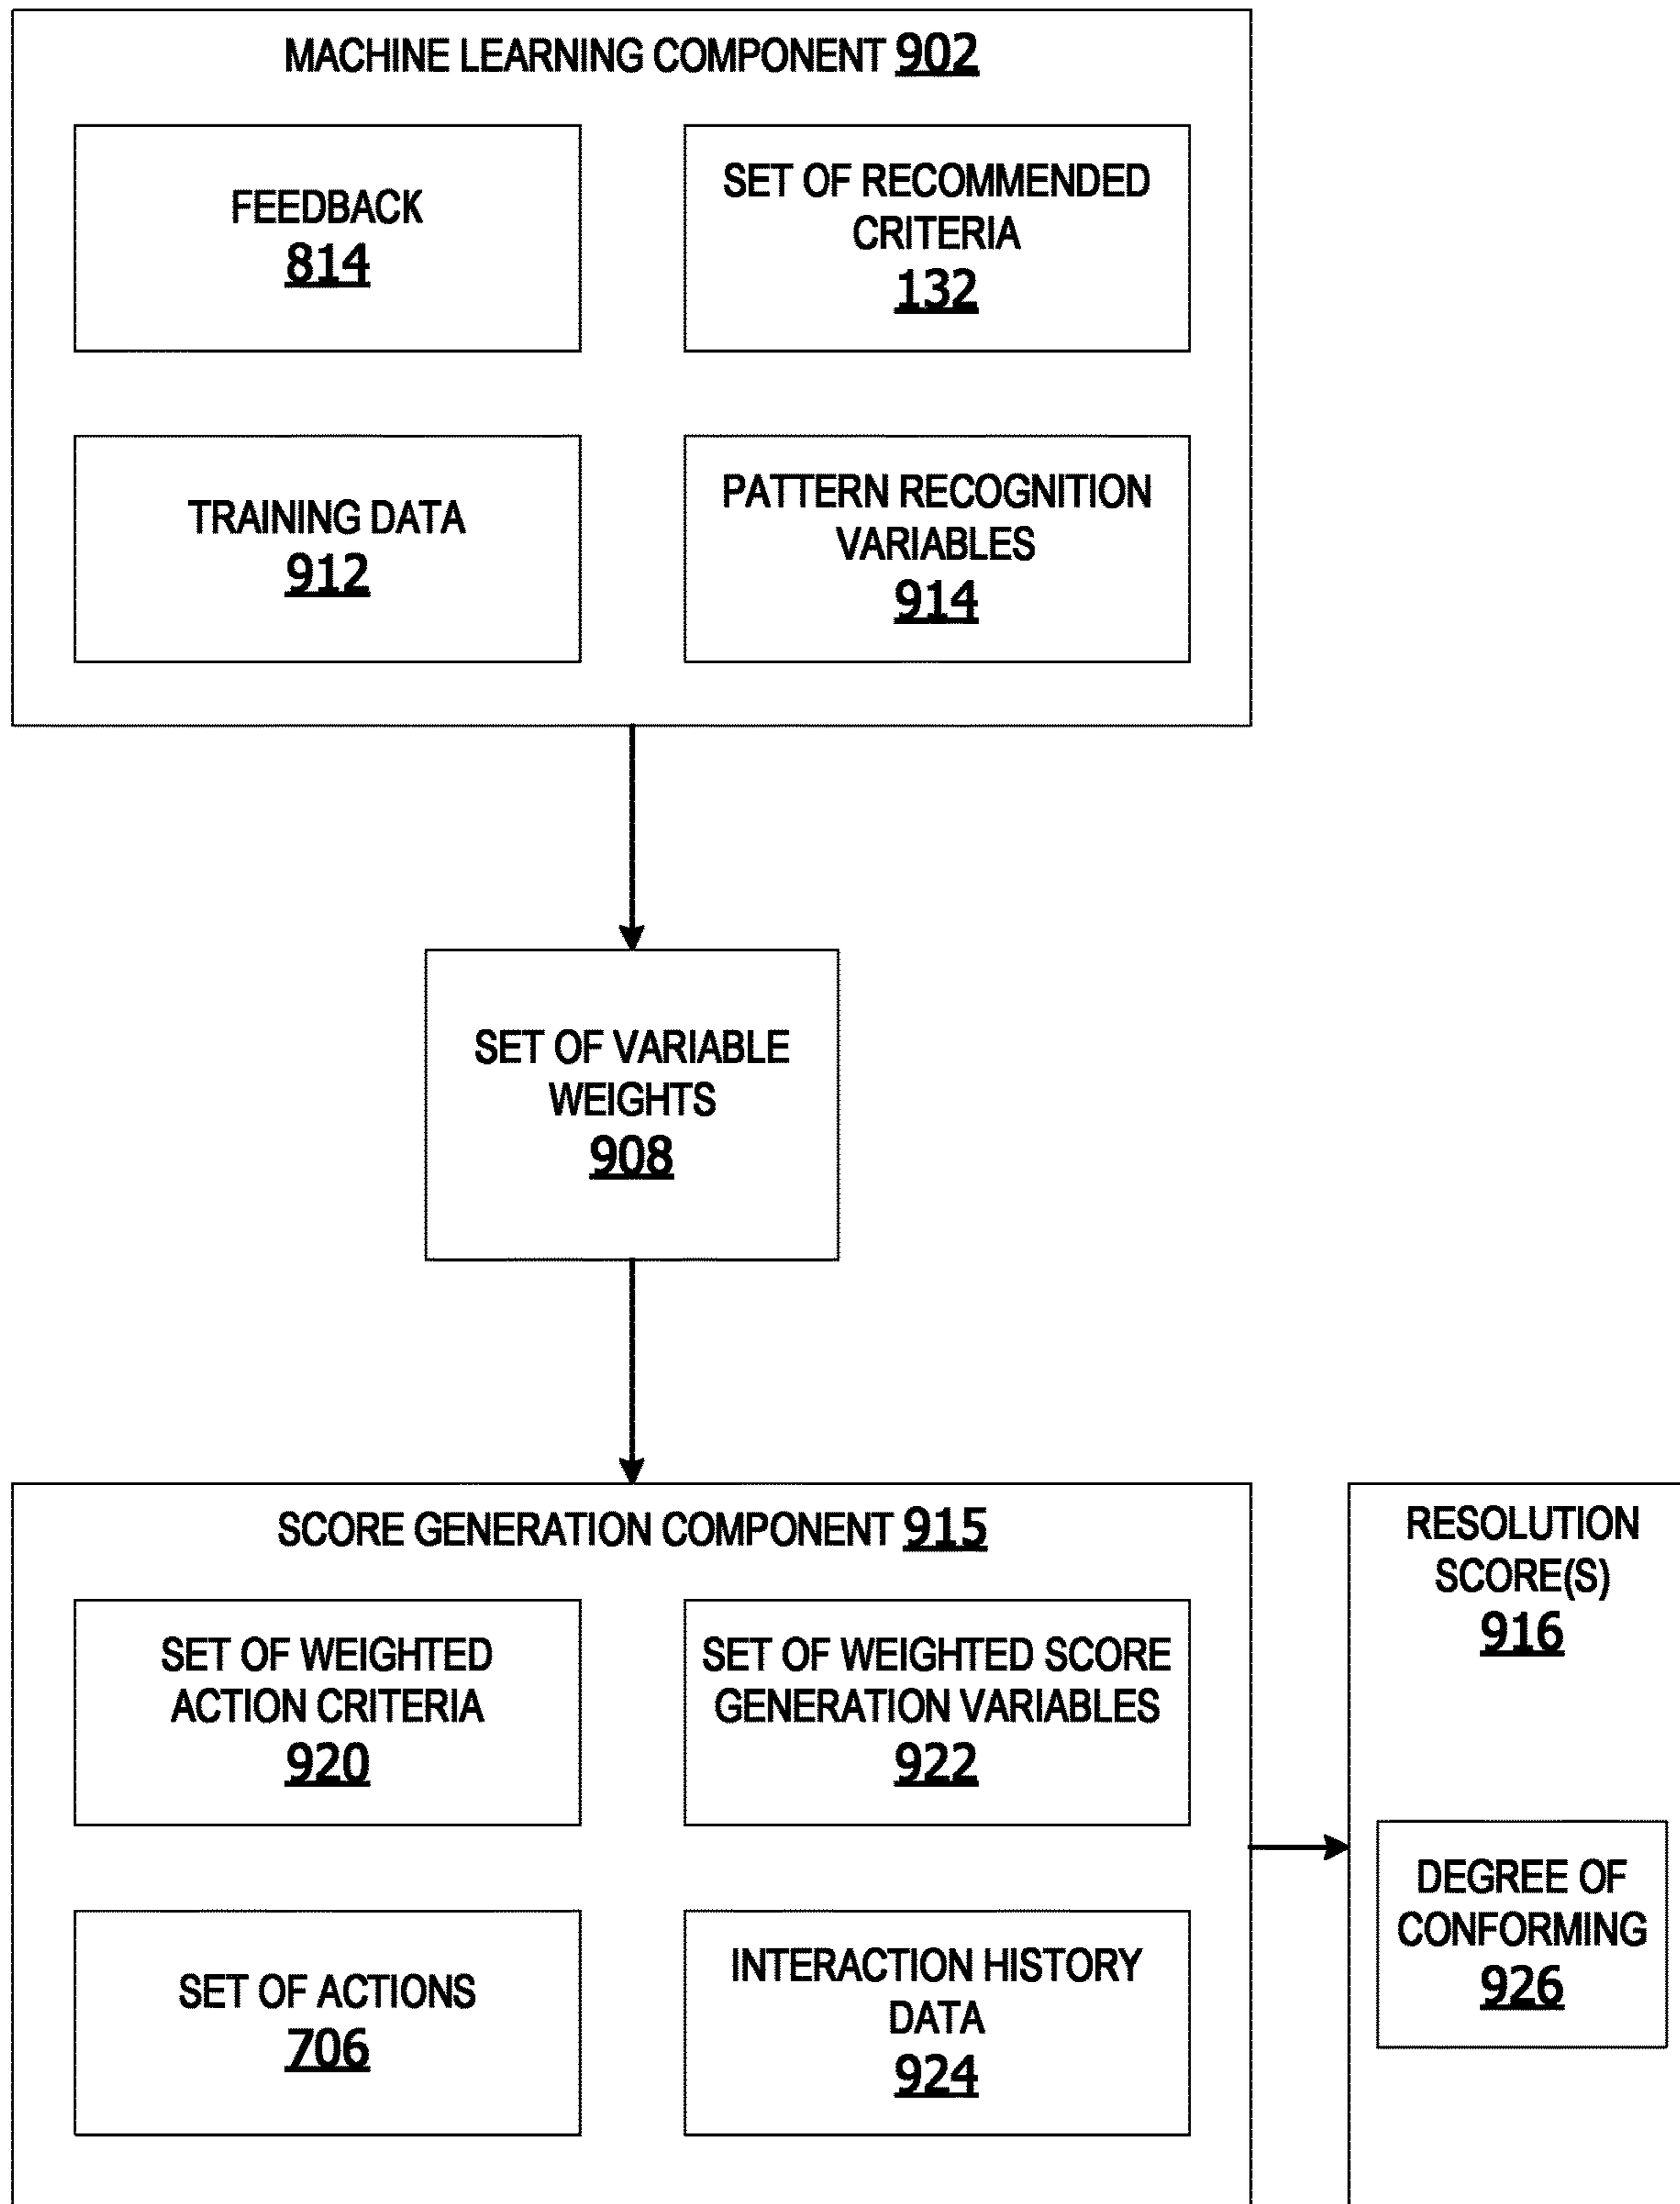 MACHINE LEARNING COMPONENT 902
FEEDBACK
814
SET OF RECOMMENDED
CRITERIA
132
TRAINING DATA
912
PATTERN RECOGNITION
VARIABLES
914
SET OF VARIABLE
WEIGHTS
908
SCORE GENERATION COMPONENT 915
SET OF WEIGHTED
ACTION CRITERIA
920
SET OF WEIGHTED SCORE
GENERATION VARIABLES
922
SET OF ACTIONS
706
INTERACTION HISTORY
DATA
924
RESOLUTION
SCORE(S)
916
DEGREE OF
CONFORMING
926